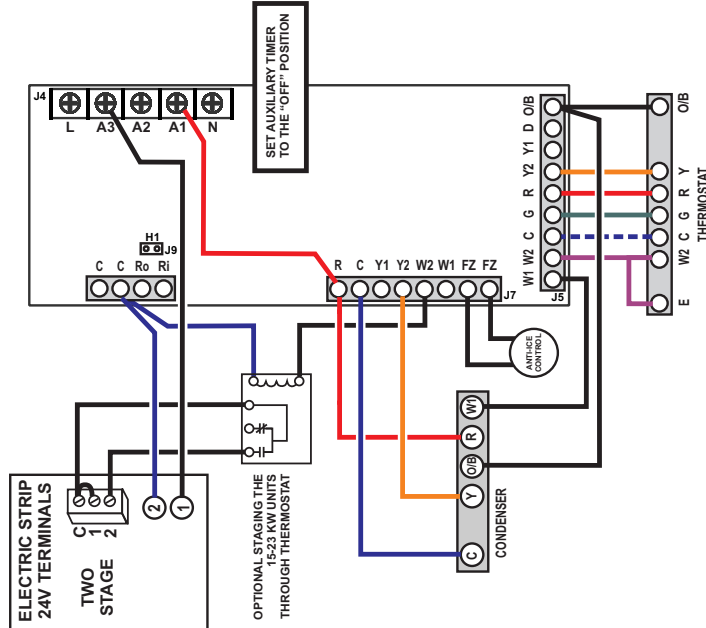 SET AUXILIARY TIMER
TO THE "OFF" POSITION
J4
L A3 A2 A1 N
H1
J9
C C Ro Ri
R C Y1 Y2 W2 W1 FZ FZ
J7
O/B
D
Y1
Y2
R
G
C
W2
W1
J5
O/B
Y
R
G
C
W2
E
THERMOSTAT
ANTI-ICE
CONTROL
W1
R
O/B
Y
C
CONDENSER
OPTIONAL STAGING THE
15-23 KW UNITS
THROUGH THERMOSTAT
ELECTRIC STRIP
24V TERMINALS
TWO
STAGE
C
1
2
2
1